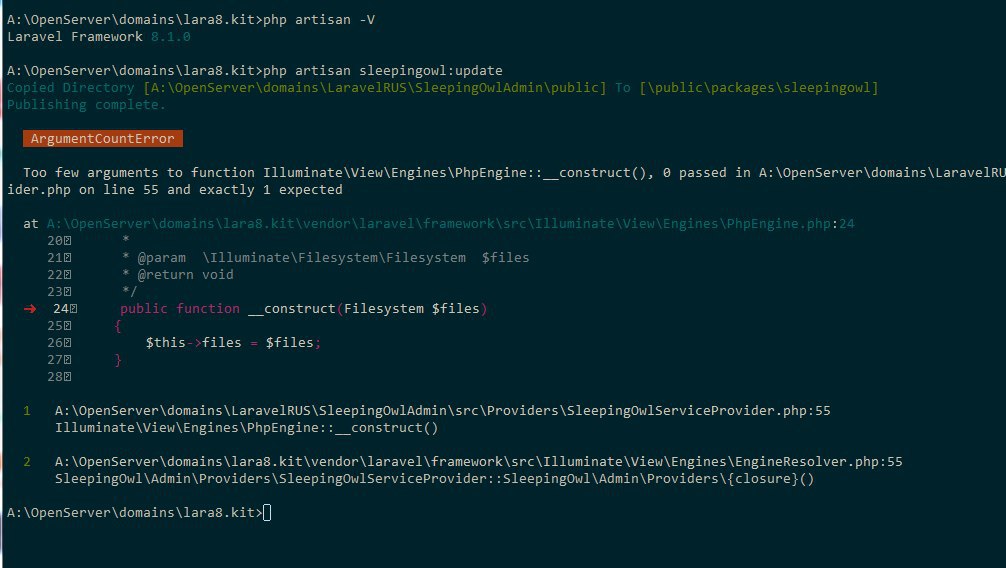 A:\OpenServer\domains\lara8.kit>php artisan -V
Laravel Framework 8.1.0
A:\OpenServer\domains\lara8.kit>php artisan sleepingowl:update
Copied Directory [A:\OpenServer\domains\LaravelRUS\SleepingOwlAdmin\public] To [\public\packages\sleepingowl]
Publishing complete.
ArgumentCountError
Too few arguments to function Illuminate\View\Engines\PhpEngine::__construct(), 0 passed in A:\OpenServer\domains\LaravelRU
ider.php on line 55 and exactly 1 expected
at A:\OpenServer\domains\lara8.kit\vendor\laravel\framework\src\Illuminate\View\Engines\PhpEngine.php:24
20 *
21 * @param \Illuminate\Filesystem\Filesystem $files
22 * @return void
23 */
→ 24 public function __construct(Filesystem $files)
25 {
26 $this->files = $files;
27 }
28
1 A:\OpenServer\domains\LaravelRUS\SleepingOwlAdmin\src\Providers\SleepingOwlServiceProvider.php:55
Illuminate\View\Engines\PhpEngine::__construct()
2 A:\OpenServer\domains\lara8.kit\vendor\laravel\framework\src\Illuminate\View\Engines\EngineResolver.php:55
SleepingOwl\Admin\Providers\SleepingOwlServiceProvider::SleepingOwl\Admin\Providers\{closure}()
A:\OpenServer\domains\lara8.kit>